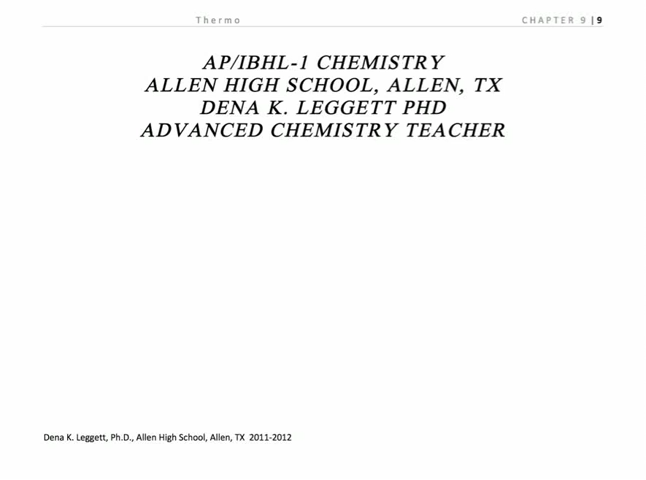 Thermo CHAPTER 9 | 9
AP/IBHL-1 CHEMISTRY
ALLEN HIGH SCHOOL, ALLEN, TX
DENA K. LEGGETT PHD
ADVANCED CHEMISTRY TEACHER
Dena K. Leggett, Ph.D., Allen High School, Allen, TX 2011-2012